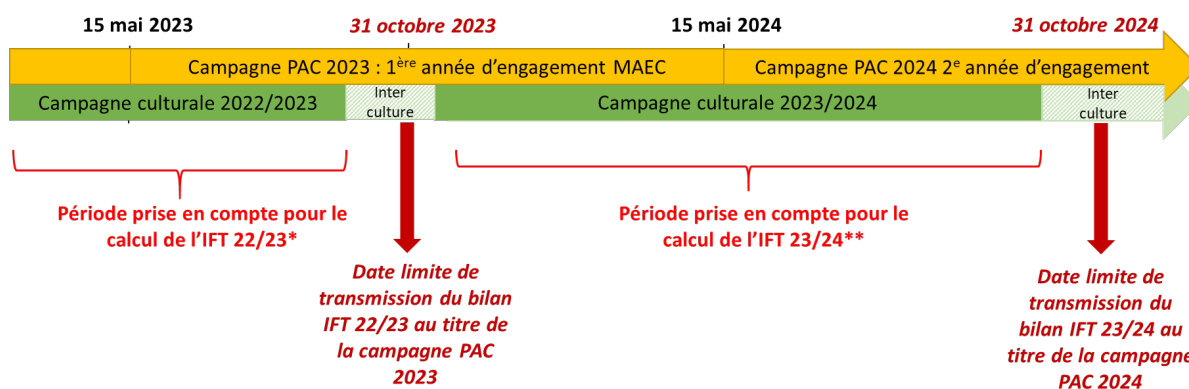 15 mai 2023
31 octobre 2023
15 mai 2024
31 octobre 2024
Campagne PAC 2023 : 1ère année d’engagement MAEC
Campagne PAC 2024 2e année d’engagement
Campagne culturale 2022/2023
Inter
culture
Campagne culturale 2023/2024
Inter
culture
Période prise en compte pour le
calcul de l’IFT 22/23*
Période prise en compte pour le
calcul de l’IFT 23/24**
Date limite de
transmission du bilan
IFT 22/23 au titre de
la campagne PAC
2023
Date limite de
transmission du
bilan IFT 23/24 au
titre de la campagne
PAC 2024